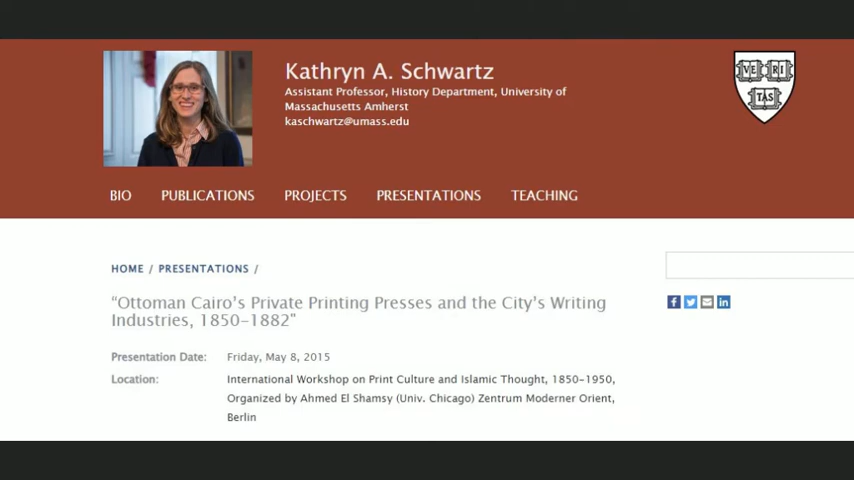 Kathryn A. Schwartz
Assistant Professor, History Department, University of
Massachusetts Amherst
kaschwartz@umass.edu
VE RI
TAS
BIO PUBLICATIONS PROJECTS PRESENTATIONS TEACHING
HOME / PRESENTATIONS /
“Ottoman Cairo’s Private Printing Presses and the City’s Writing
Industries, 1850–1882"
Presentation Date: Friday, May 8, 2015
Location: International Workshop on Print Culture and Islamic Thought, 1850–1950,
Organized by Ahmed El Shamsy (Univ. Chicago) Zentrum Moderner Orient,
Berlin